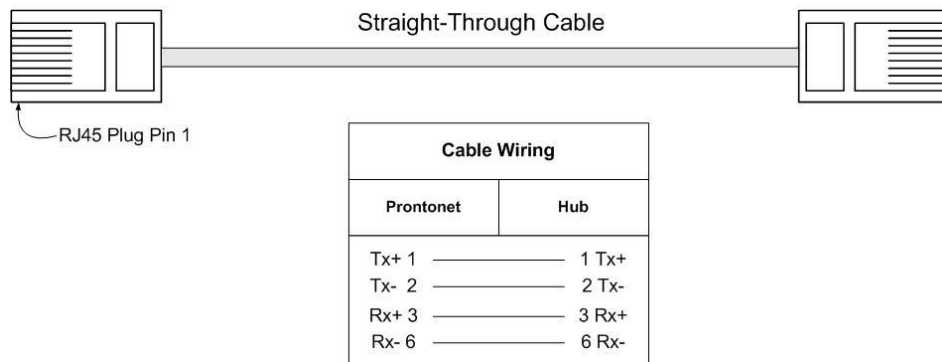 Straight-Through Cable
RJ45 Plug Pin 1
Cable Wiring
Prontonet Hub
Tx+ 1 1 Tx+
Tx- 2 2 Tx-
Rx+ 3 3 Rx+
Rx- 6 6 Rx-